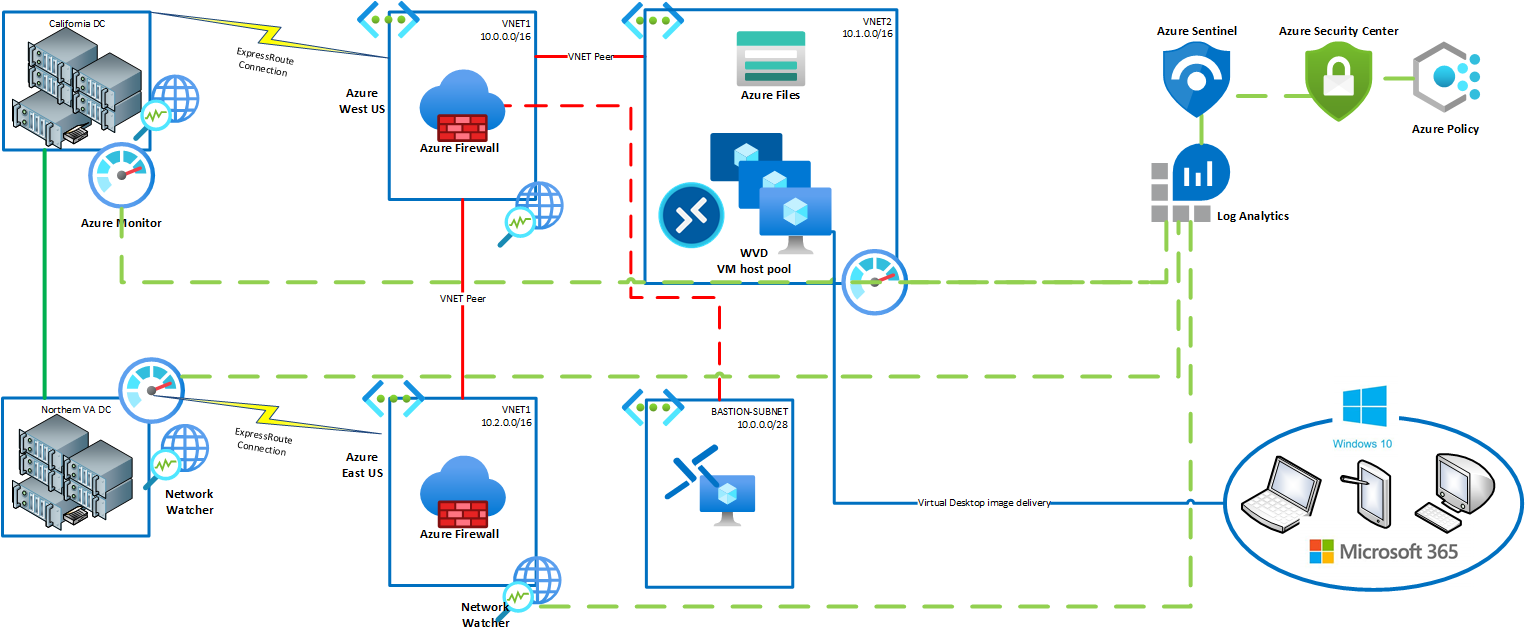 California DC
ExpressRoute
Connection
Azure
West US
VNET1
10.0.0.0/16
Azure Firewall
VNET Peer
VNET2
10.1.0.0/16
Azure Files
WVD
VM host pool
Azure Sentinel
Azure Security Center
Azure Policy
Log Analytics
Azure Monitor
VNET Peer
Northern VA DC
ExpressRoute
Connection
Network
Watcher
Azure
East US
VNET1
10.2.0.0/16
Azure Firewall
Network
Watcher
BASTION-SUBNET
10.0.0.0/28
Virtual Desktop image delivery
Windows 10
Microsoft 365